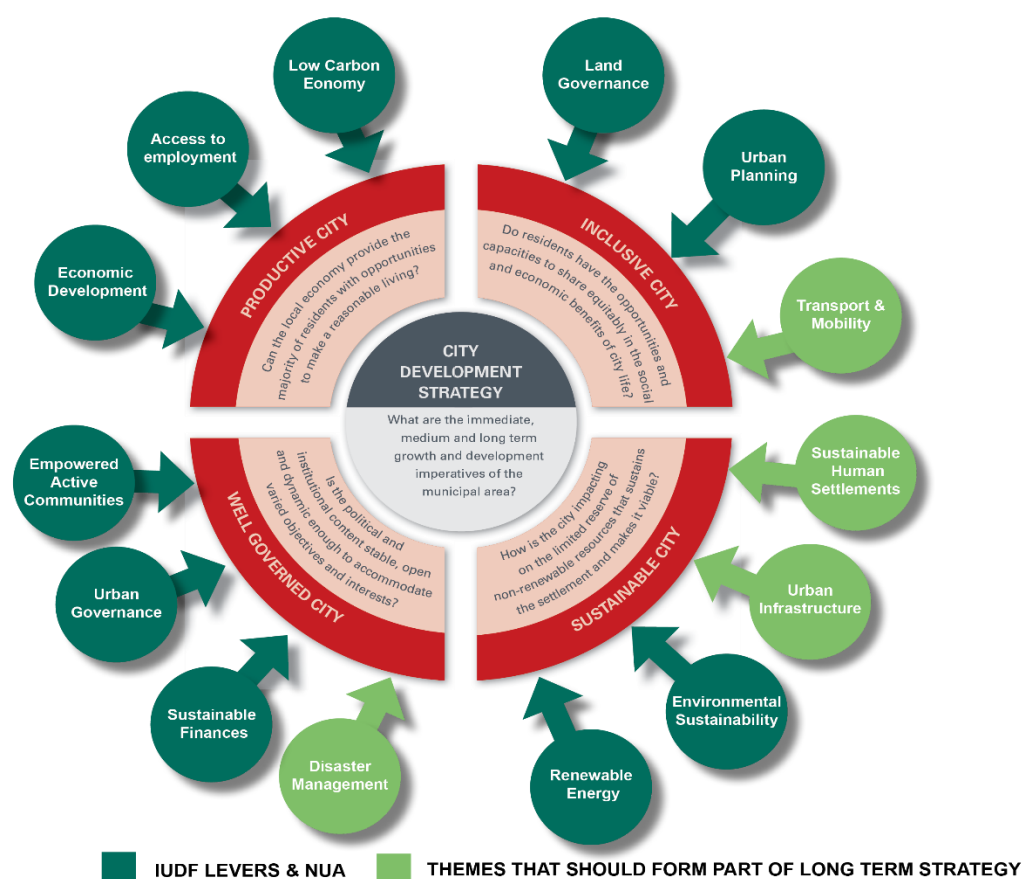 Low Carbon
Eonomy
Land
Governance
Access to
employment
Urban
Planning
Economic
Development
Transport &
Mobility
PRODUCTIVE CITY
Can the local economy provide the
majority of residents with opportunities
to make a reasonable living?
INCLUSIVE CITY
Do residents have the opportunities and
capacities to share equitably in the social
and economic benefits of city life?
CITY
DEVELOPMENT
STRATEGY
What are the immediate,
medium and long term
growth and development
imperatives of the
municipal area?
Empowered
Active
Communities
Sustainable
Human
Settlements
WELL GOVERNED CITY
Is the political and
institutional content stable, open
and dynamic enough to accommodate
varied objectives and interests?
SUSTAINABLE CITY
How is the city impacting
on the limited reserve of
non-renewable resources that sustains
the settlement and makes it viable?
Urban
Governance
Urban
Infrastructure
Sustainable
Finances
Environmental
Sustainability
Disaster
Management
Renewable
Energy
IUDF LEVERS & NUA
THEMES THAT SHOULD FORM PART OF LONG TERM STRATEGY